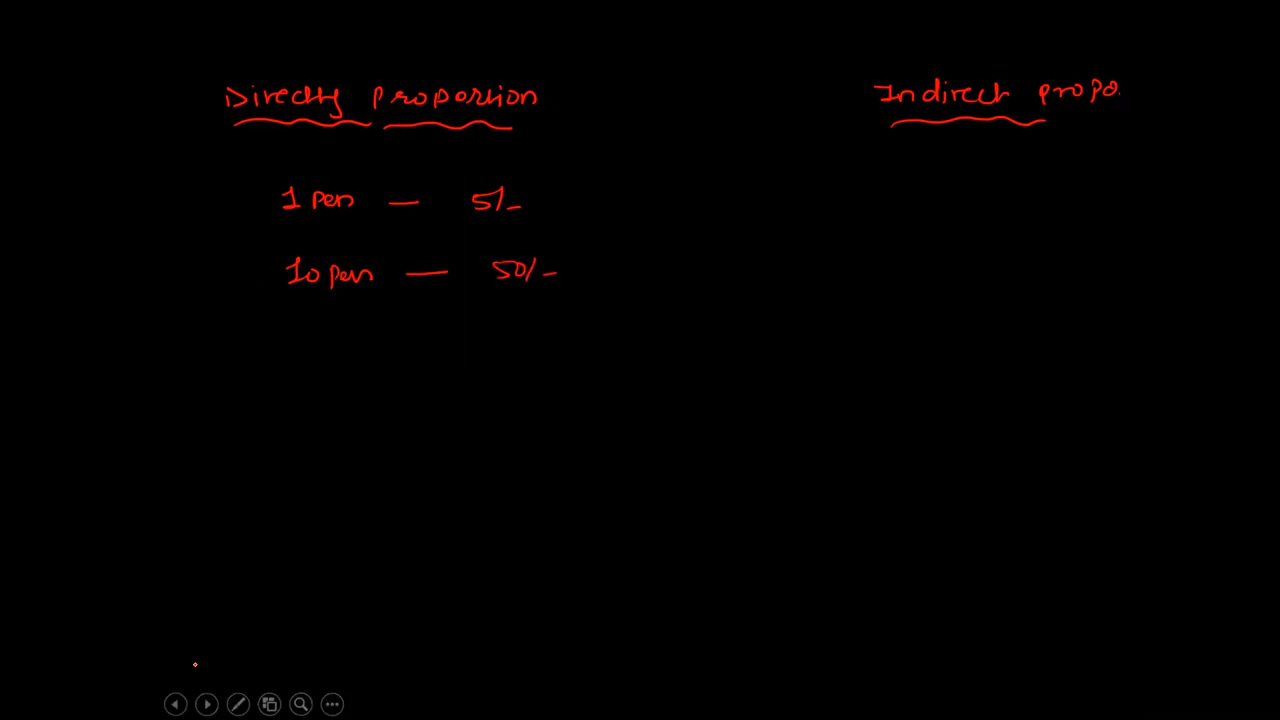 Directly proportion
Indirect propo
1 pen — 5/-
10 pen — 50/-